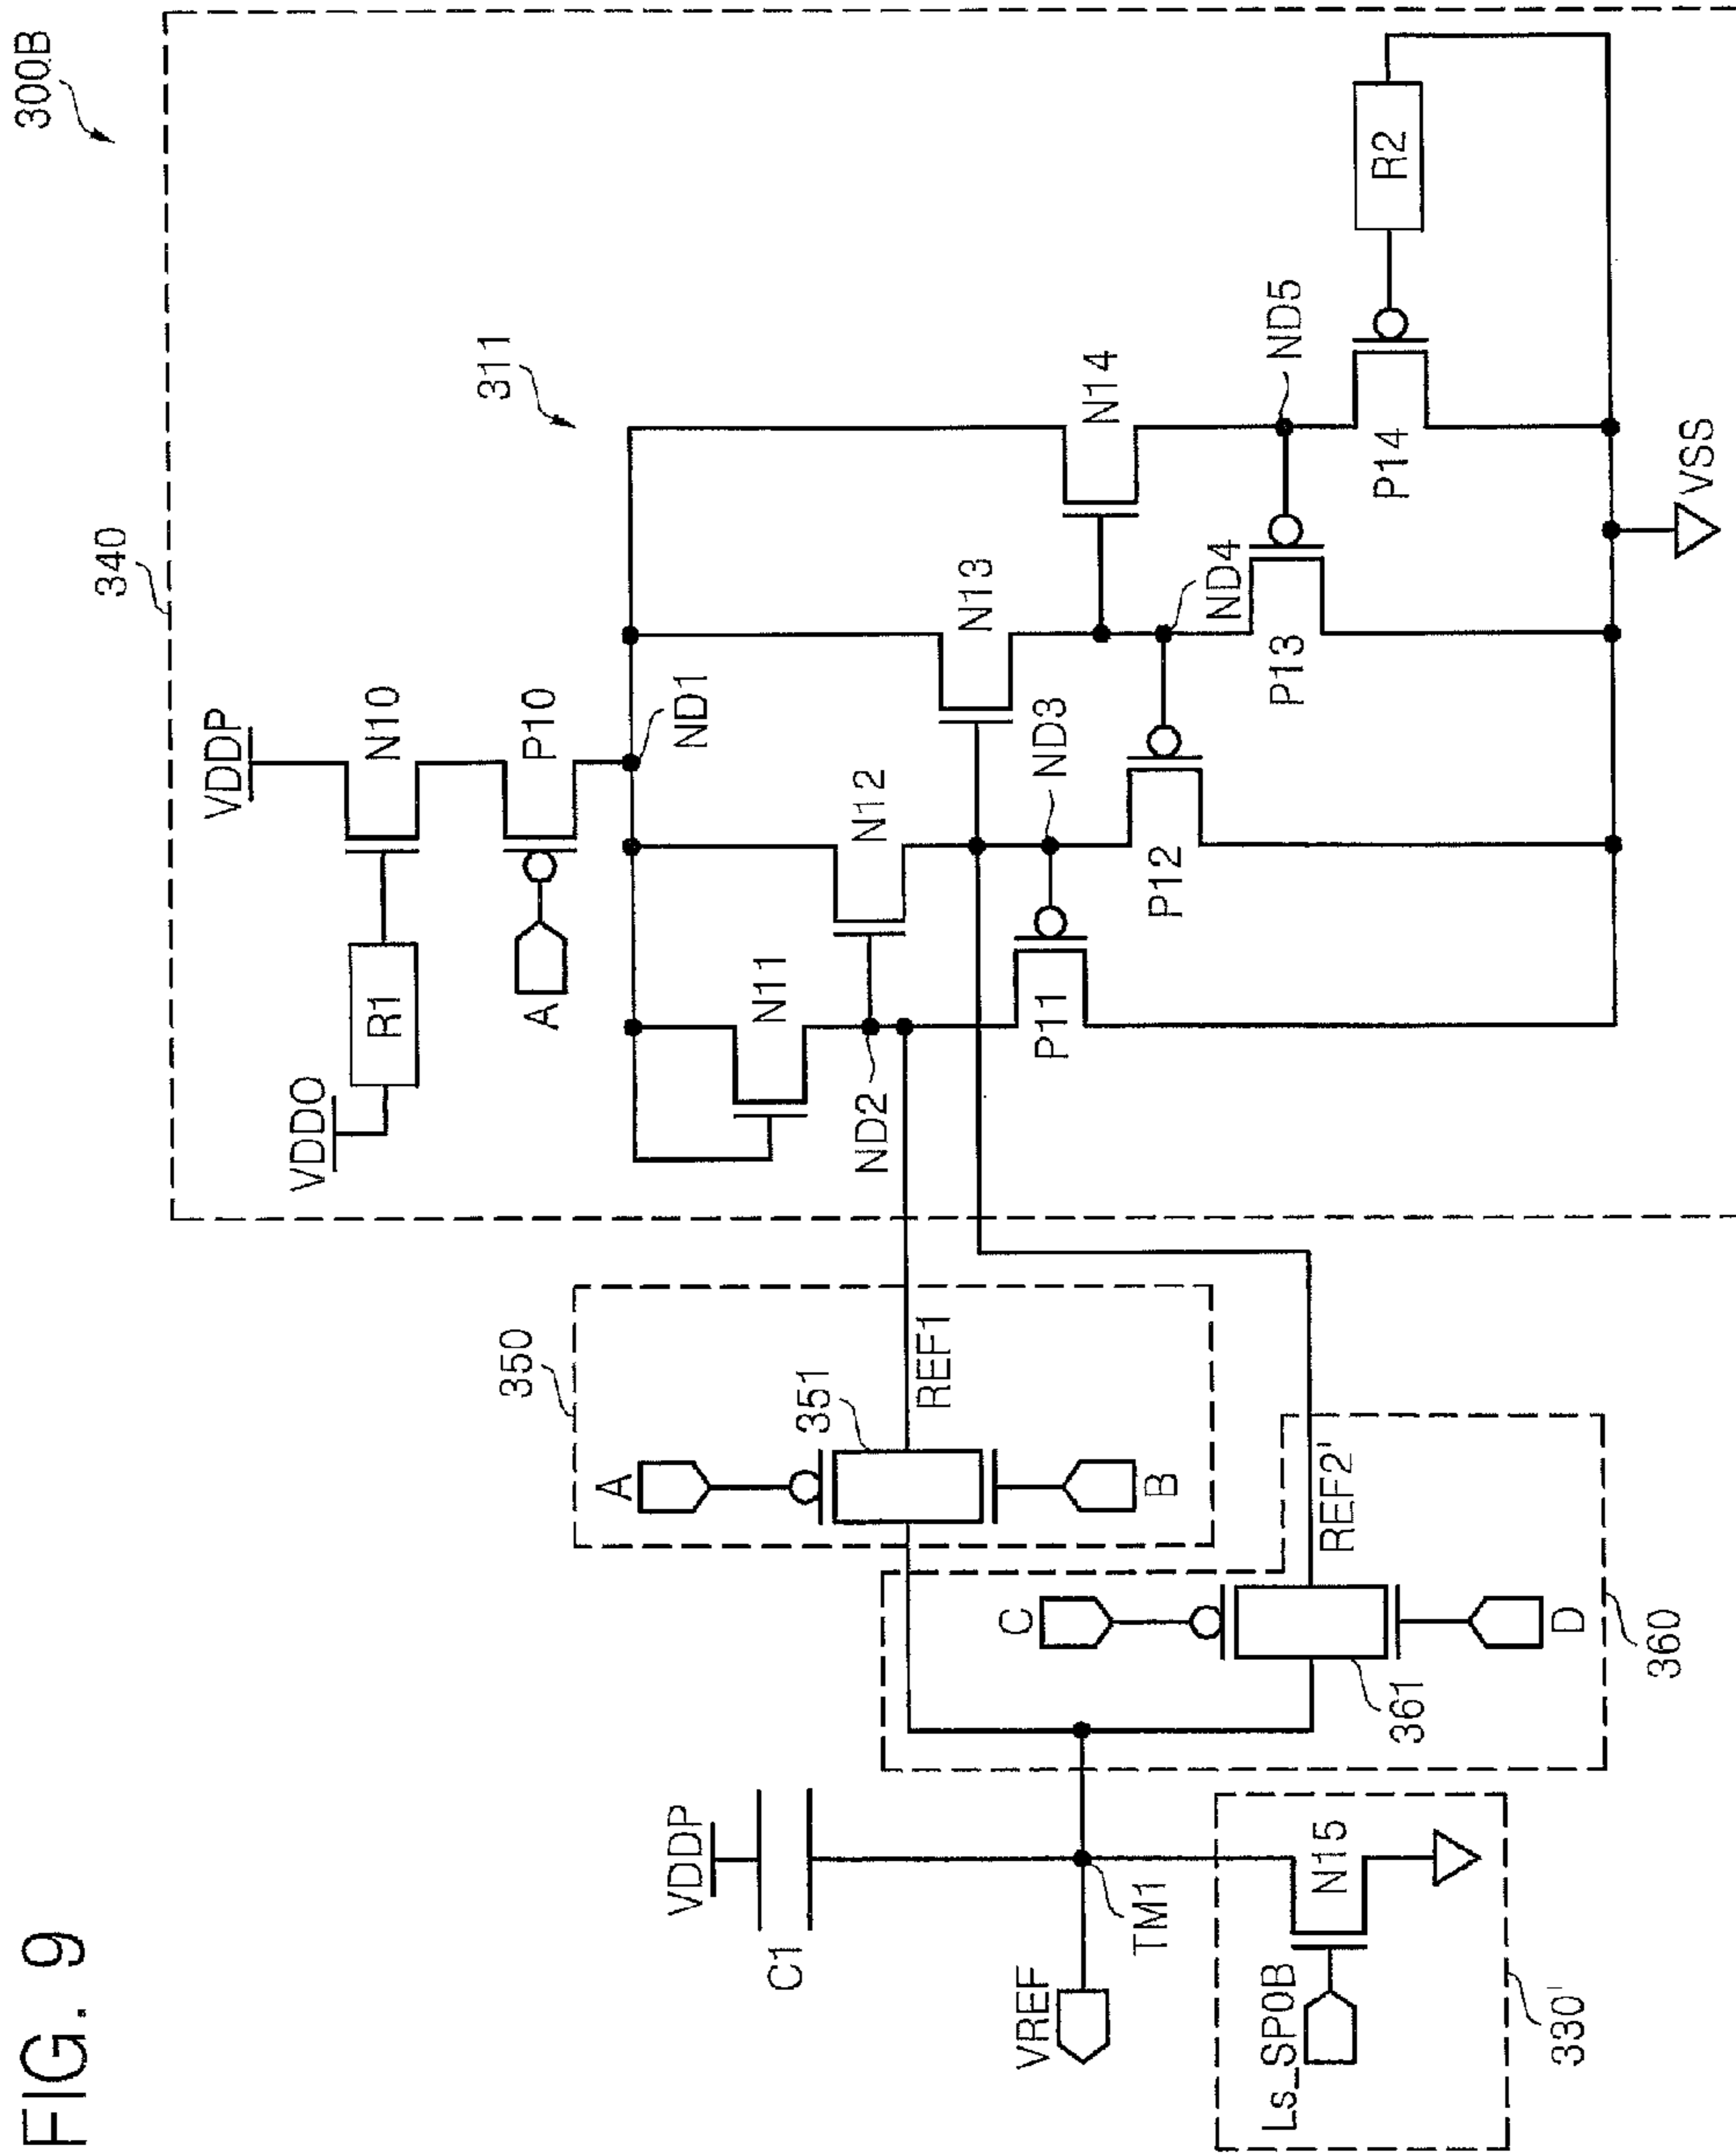 FIG. 9
300B
340
VDDP
N10
VDDO
R1
A
P10
ND1
311
N11
N12
N13
N14
ND2
ND3
ND4
ND5
P11
P12
P13
P14
R2
VSS
350
A
351
REF1
B
C
REF2'
D
361
360
VDDP
C1
VREF
TM1
Ls_SP0B
N15
330'